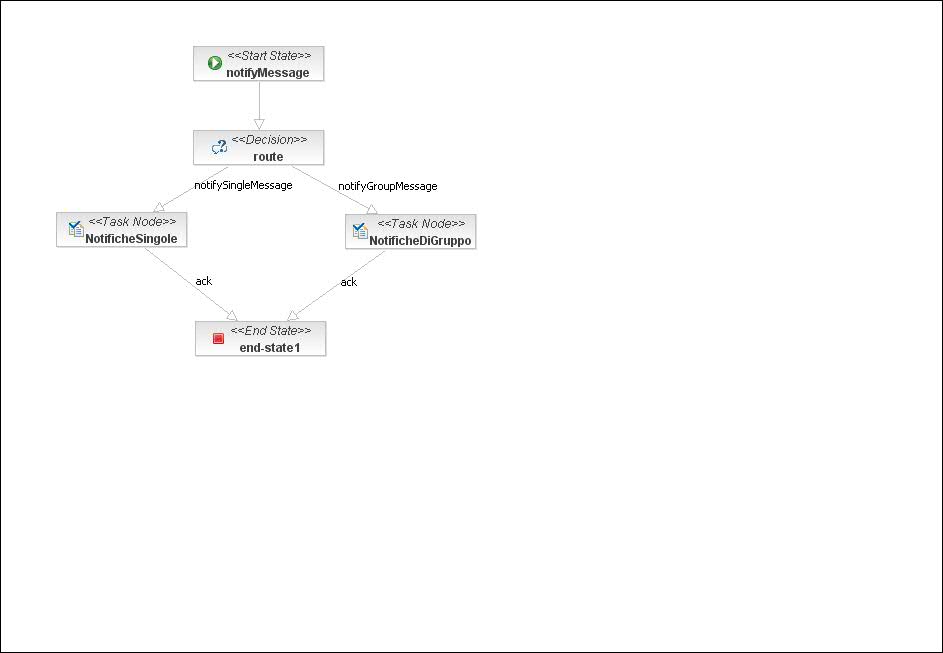 <<Start State>>
notifyMessage
<<Decision>>
route
notifySingleMessage
notifyGroupMessage
<<Task Node>>
NotificheSingole
<<Task Node>>
NotificheDiGruppo
ack
ack
<<End State>>
end-state1